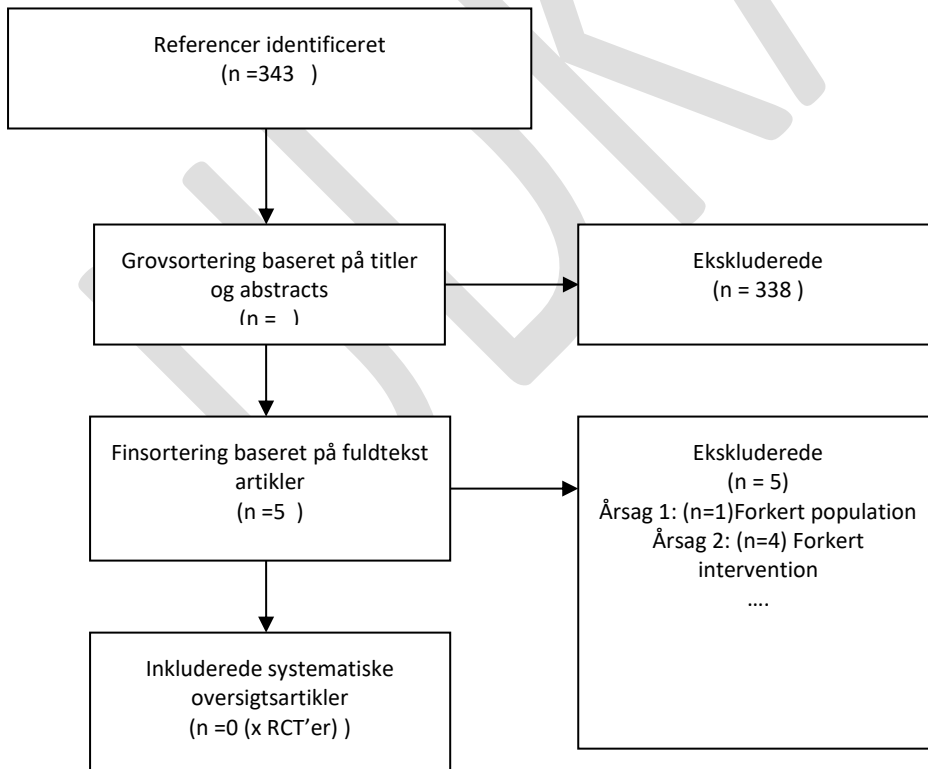 Referencer identificeret
(n =343   )
Grovsortering baseret på titler
og abstracts
(n =   )
Ekskluderede
(n = 338 )
Finsortering baseret på fuldtekst
artikler
(n =5  )
Ekskluderede
(n = 5)
Årsag 1: (n=1)Forkert population
Årsag 2: (n=4) Forkert
intervention
….
Inkluderede systematiske
oversigtsartikler
(n =0 (x RCT’er) )